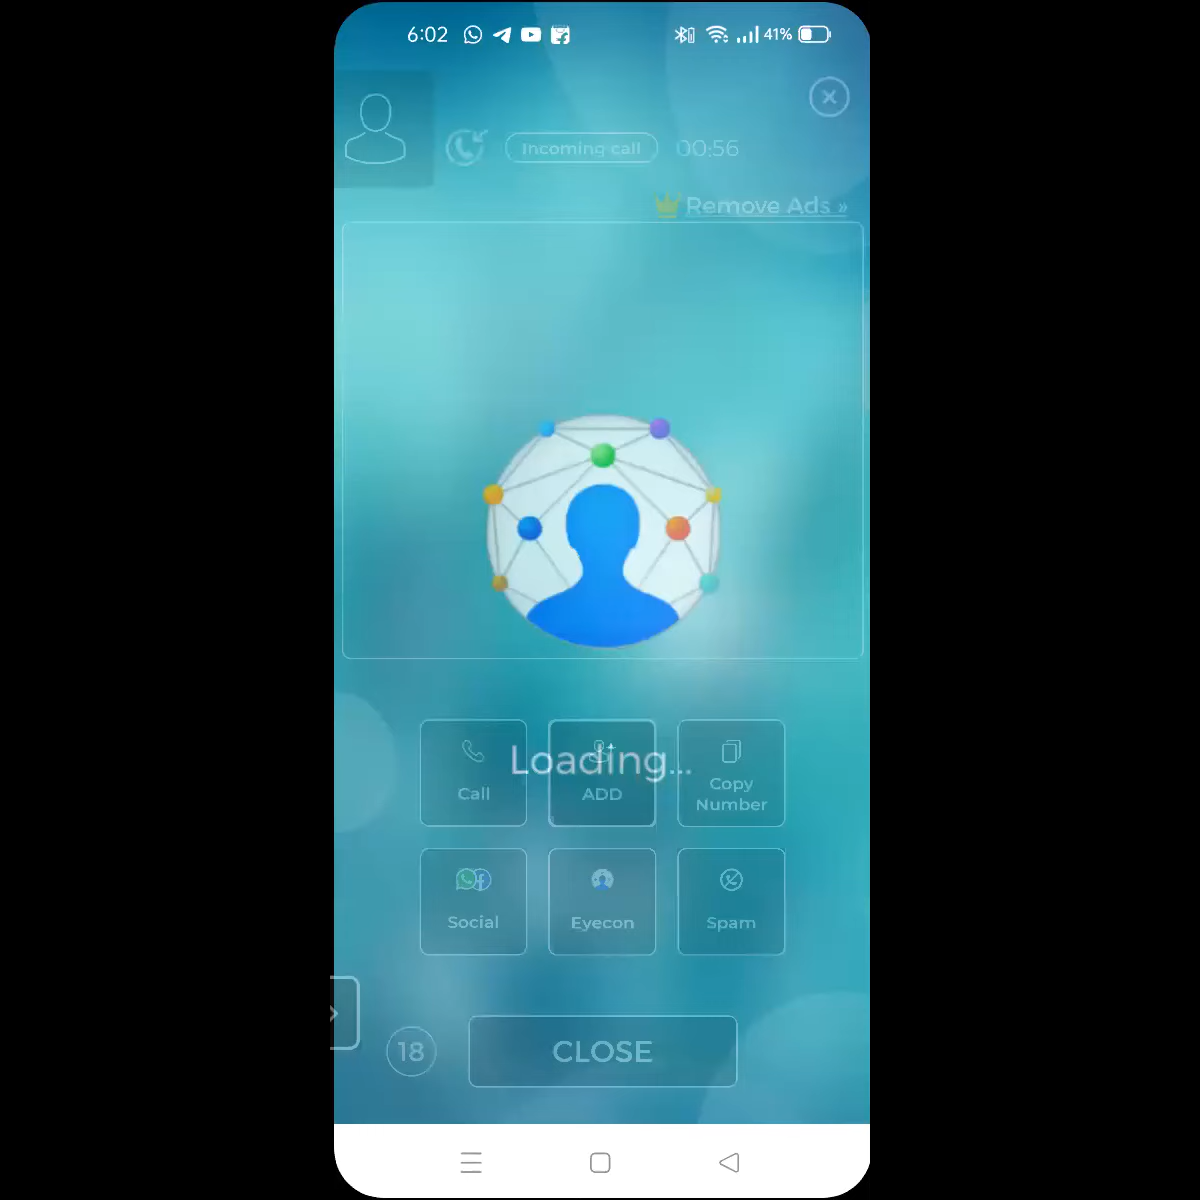 6:02
41%
Incoming call 00:56
Remove Ads »
Loading...
Call
ADD
Copy
Number
Social
Eyecon
Spam
18
CLOSE